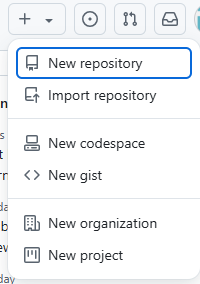 New repository
Import repository
New codespace
New gist
New organization
New project